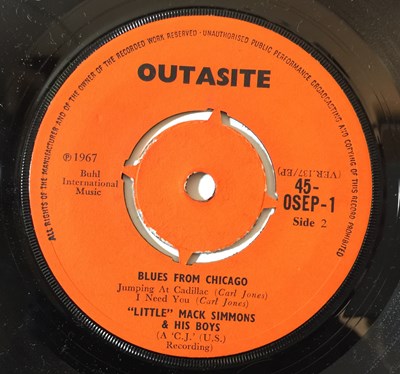 ALL RIGHTS OF THE MANUFACTURER AND OF THE OWNER OF THE RECORDED WORK RESERVED - UNAUTHORISED PUBLIC PERFORMANCE BROADCASTING AND COPYING OF THIS RECORD PROHIBITED
OUTASITE
℗1967
Buhl
International
Music
(VER.1377EP)
45-
OSEP-1
Side 2
BLUES FROM CHICAGO
Jumping At Cadillac (Carl Jones)
I Need You (Carl Jones)
"LITTLE" MACK SIMMONS
& HIS BOYS
(A 'C.J.' (U.S.)
Recording)